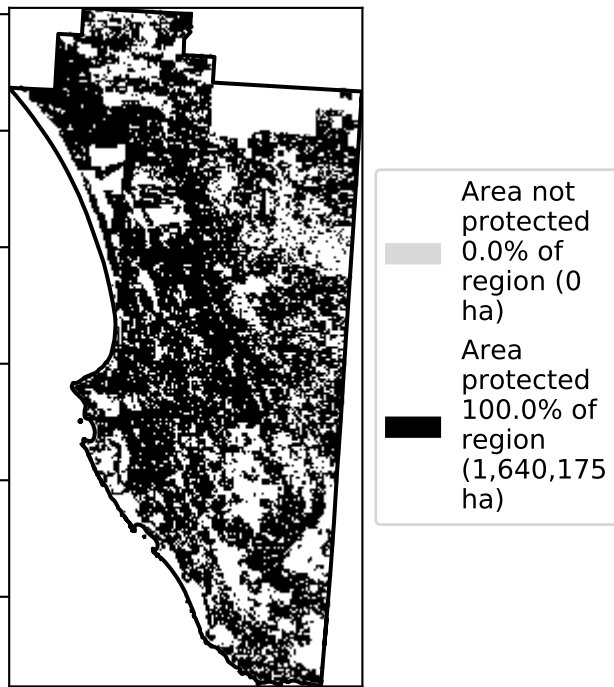 Area not
protected
0.0% of
region (0
ha)
Area
protected
100.0% of
region
(1,640,175
ha)